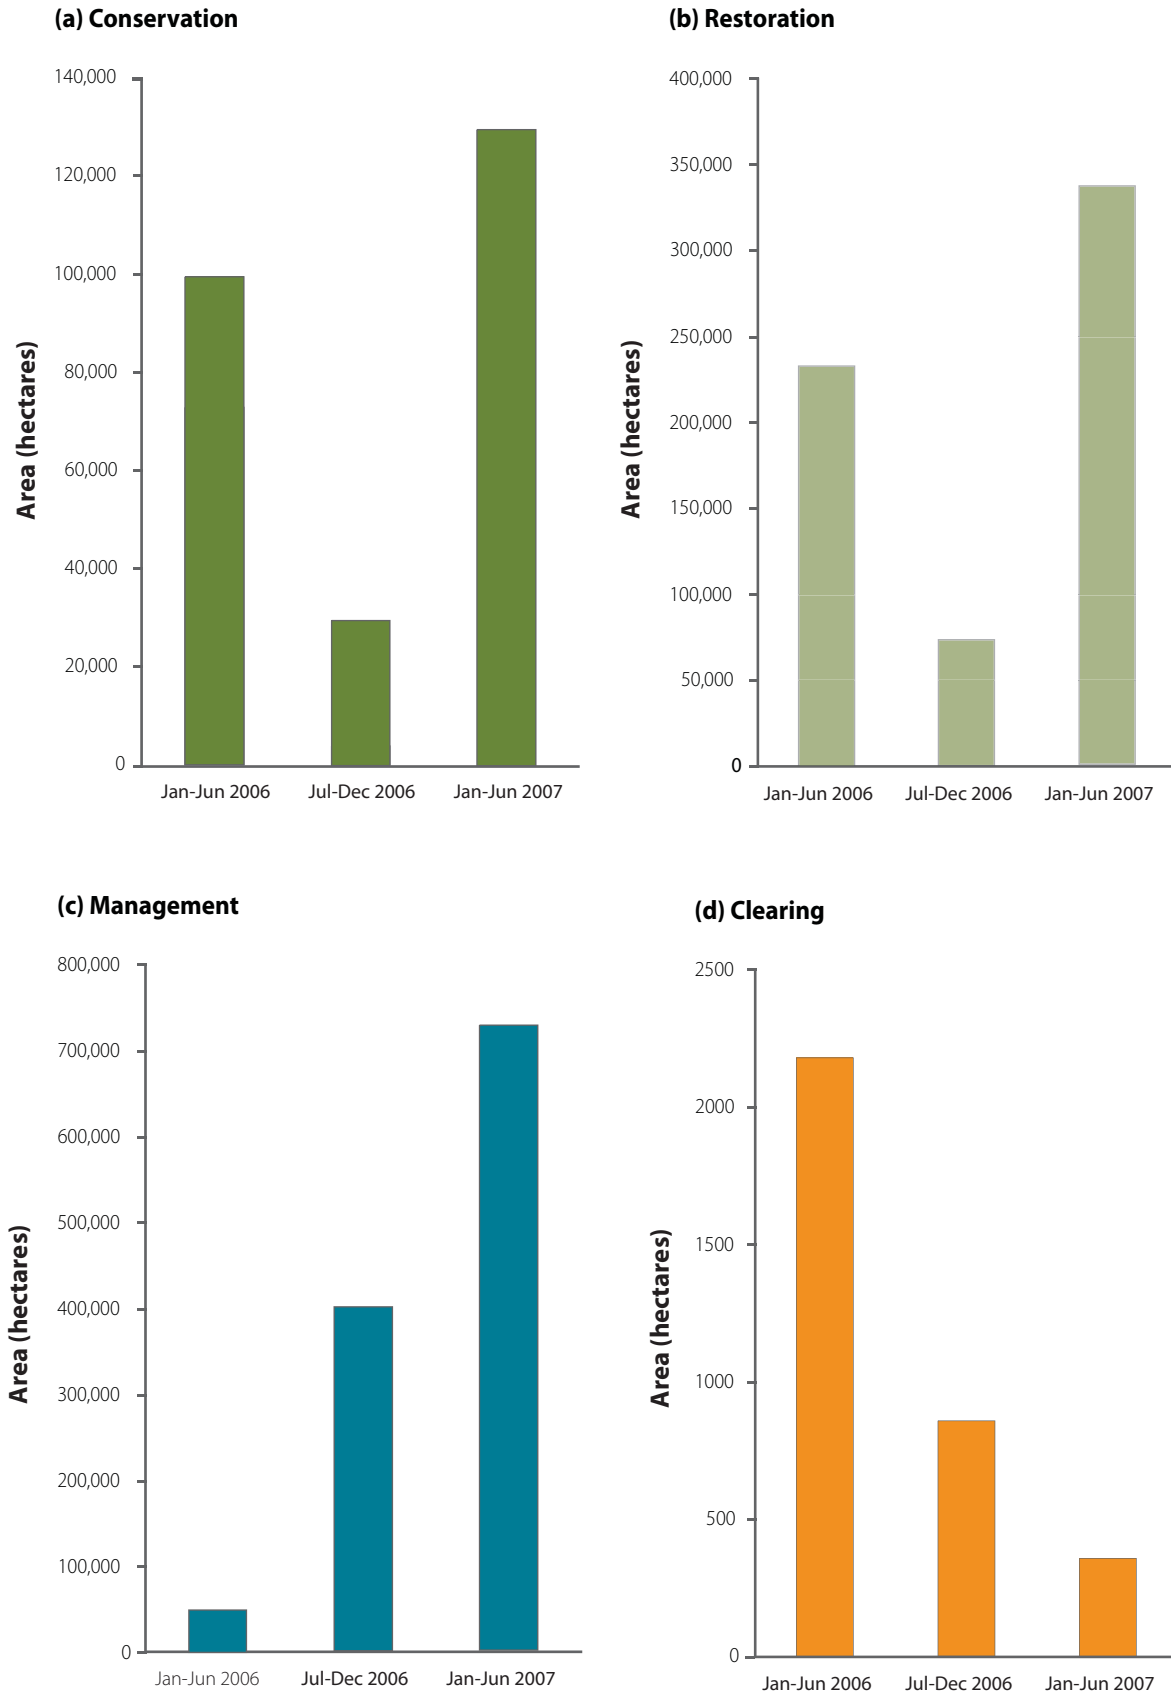 (a) Conservation
140,000
120,000
100,000
80,000
60,000
40,000
20,000
0
Area (hectares)
Jan-Jun 2006 Jul-Dec 2006 Jan-Jun 2007
(b) Restoration
400,000
350,000
300,000
250,000
200,000
150,000
100,000
50,000
0
Area (hectares)
Jan-Jun 2006 Jul-Dec 2006 Jan-Jun 2007
(c) Management
800,000
700,000
600,000
500,000
400,000
300,000
200,000
100,000
0
Area (hectares)
Jan-Jun 2006 Jul-Dec 2006 Jan-Jun 2007
(d) Clearing
2500
2000
1500
1000
500
0
Area (hectares)
Jan-Jun 2006 Jul-Dec 2006 Jan-Jun 2007